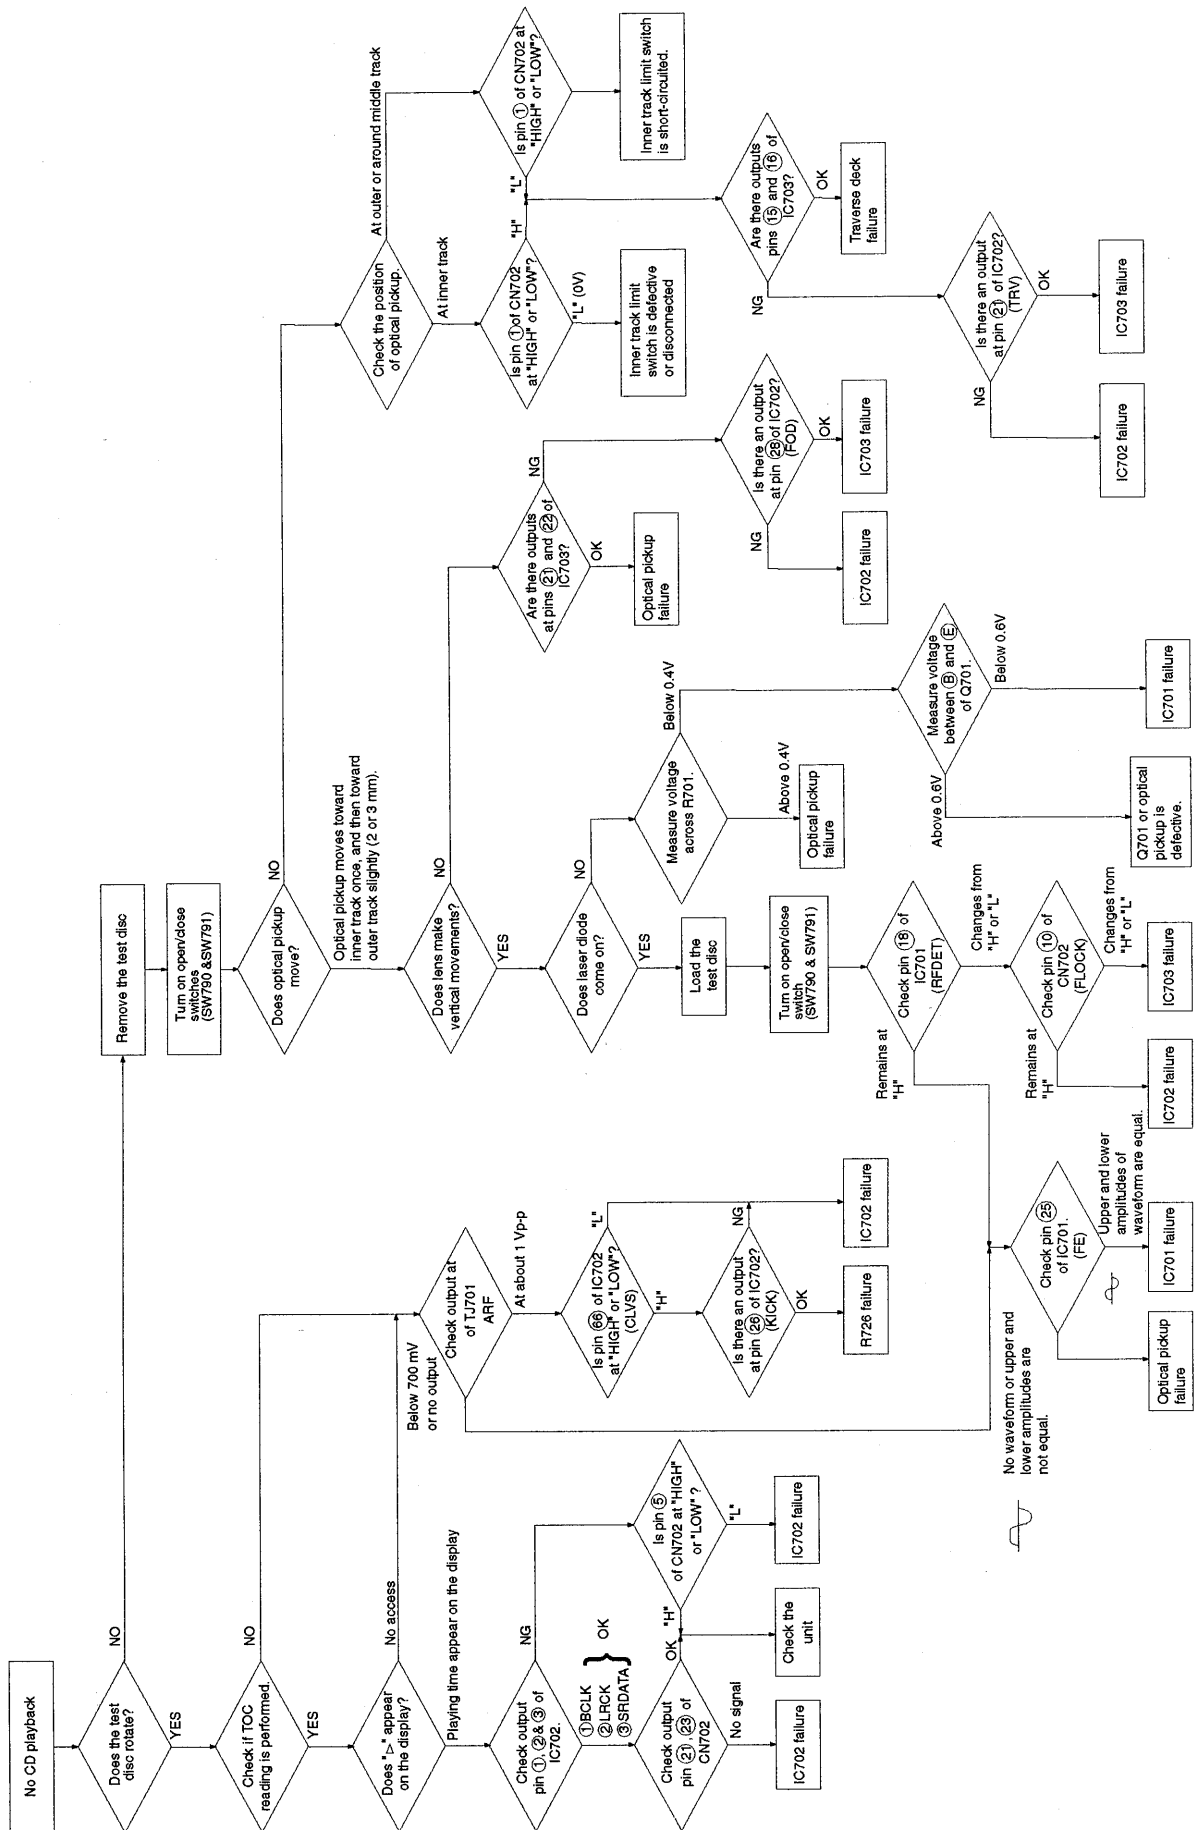 No CD playback
Does the test
disc rotate?
NO
YES
Check if TOC
reading is performed.
NO
YES
Does "▷" appear
on the display?
No access
Playing time appear on the display
Check output
pin ①, ②& ③ of
IC702.
NG
①BCLK
②LRCK
③SRDATA
} OK
Check output
pin ㉑, ㉓ of
CN702
OK
No signal
IC702 failure
Is pin ⑤
of CN702 at "HIGH"
or "LOW" ?
"H"
"L"
Check the
unit
IC702 failure
Check output at
of TJ701
ARF
Below 700 mV
or no output
At about 1 Vp-p
Is pin 66 of IC702
at "HIGH" or "LOW"?
(CLVS)
"L"
"H"
Is there an output
at pin ㉖ of IC702?
(KICK)
NG
OK
R726 failure
IC702 failure
Remove the test disc
Turn on open/close
switches
(SW790 &SW791)
Does optical pickup
move?
NO
Optical pickup moves toward
inner track once, and then toward
outer track slightly (2 or 3 mm).
Does lens make
vertical movements?
NO
YES
Does laser diode
come on?
NO
YES
Load the
test disc
Turn on open/close
switch
(SW790 & SW791)
Check pin ⑱ of
IC701
(RFDET)
Remains at
"H"
Changes from
"H" or "L"
Check pin ⑩ of
CN702
(FLOCK)
Remains at
"H"
Changes from
"H" or "L"
IC702 failure
IC703 failure
Check pin ㉕
of IC701.
(FE)
No waveform or upper and
lower amplitudes are
not equal.
Upper and lower
amplitudes of
waveform are equal.
Optical pickup
failure
IC701 failure
Measure voltage
across R701.
Below 0.4V
Above 0.4V
Optical pickup
failure
Measure voltage
between Ⓑ and Ⓔ
of Q701.
Above 0.6V
Below 0.6V
Q701 or optical
pickup is
defective.
IC701 failure
Are there outputs
at pins ㉑ and ㉒ of
IC703?
NG
OK
Optical pickup
failure
Is there an output
at pin ㉘ of IC702?
(FOD)
NG
OK
IC702 failure
IC703 failure
Check the position
of optical pickup.
At outer or around middle track
At inner track
Is pin ① of CN702
at "HIGH" or "LOW"?
"H"
"L" (0V)
Inner track limit
switch is defective
or disconnected
Is pin ① of CN702 at
"HIGH" or "LOW"?
"L"
Inner track limit switch
is short-circuited.
Are there outputs
pins ⑮ and ⑯ of
IC703?
NG
OK
Traverse deck
failure
Is there an output
at pin ㉑ of IC702?
(TRV)
NG
OK
IC702 failure
IC703 failure